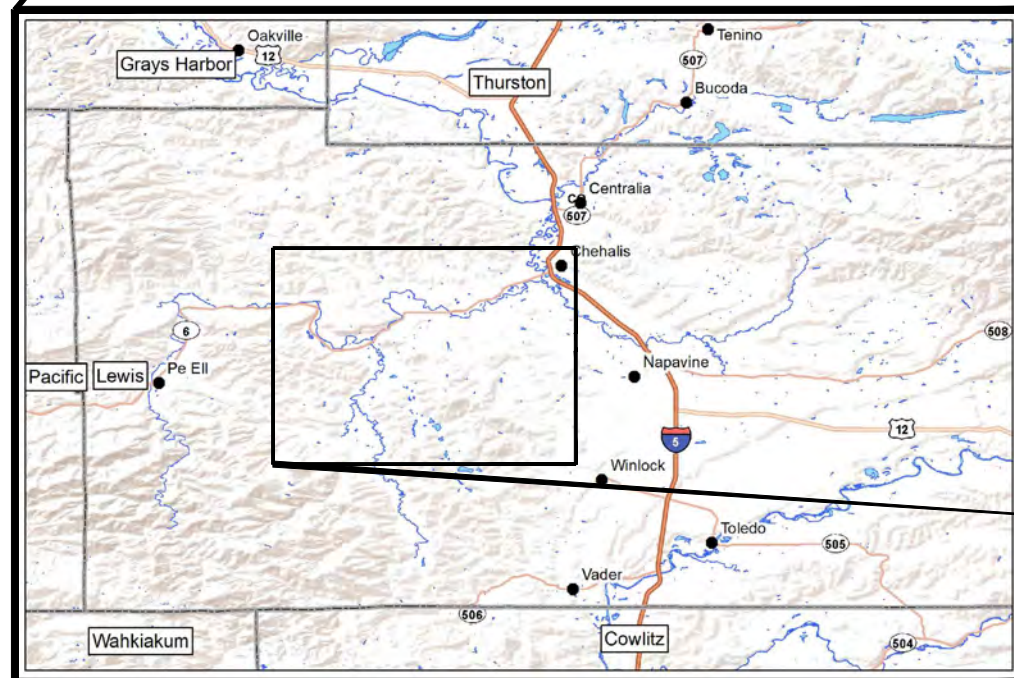 Oakville
12
Grays Harbor
Thurston
Tenino
507
Bucoda
Centralia
507
Chehalis
6
Pacific
Lewis
Pe Ell
Napavine
508
12
5
Winlock
Toledo
505
Vader
506
Wahkiakum
Cowlitz
504